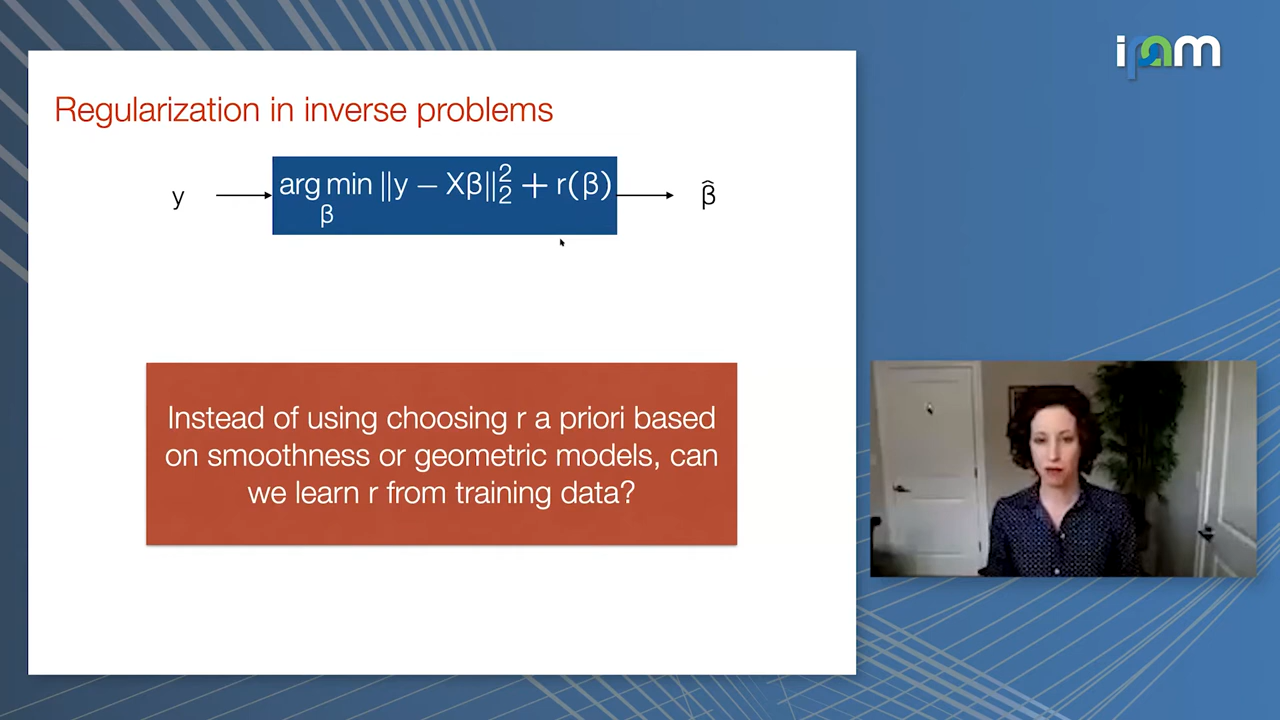 ipam
Regularization in inverse problems
y
arg min ‖y − Xβ‖₂² + r(β)
β
β̂
Instead of using choosing r a priori based
on smoothness or geometric models, can
we learn r from training data?